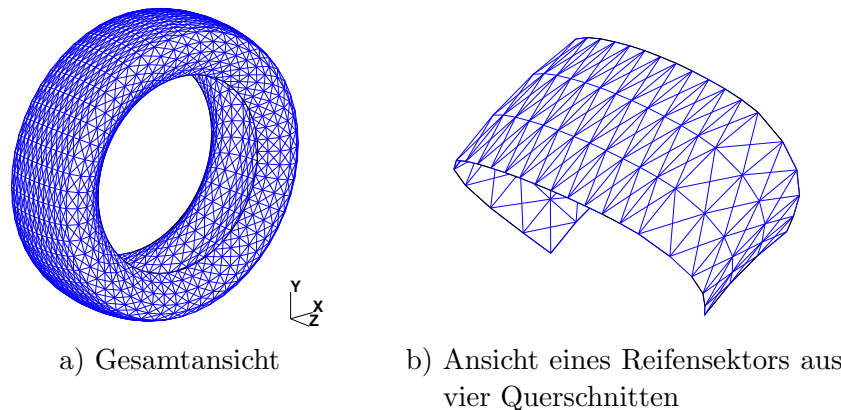 Y
X
Z
a) Gesamtansicht
b) Ansicht eines Reifensektors aus
vier Querschnitten